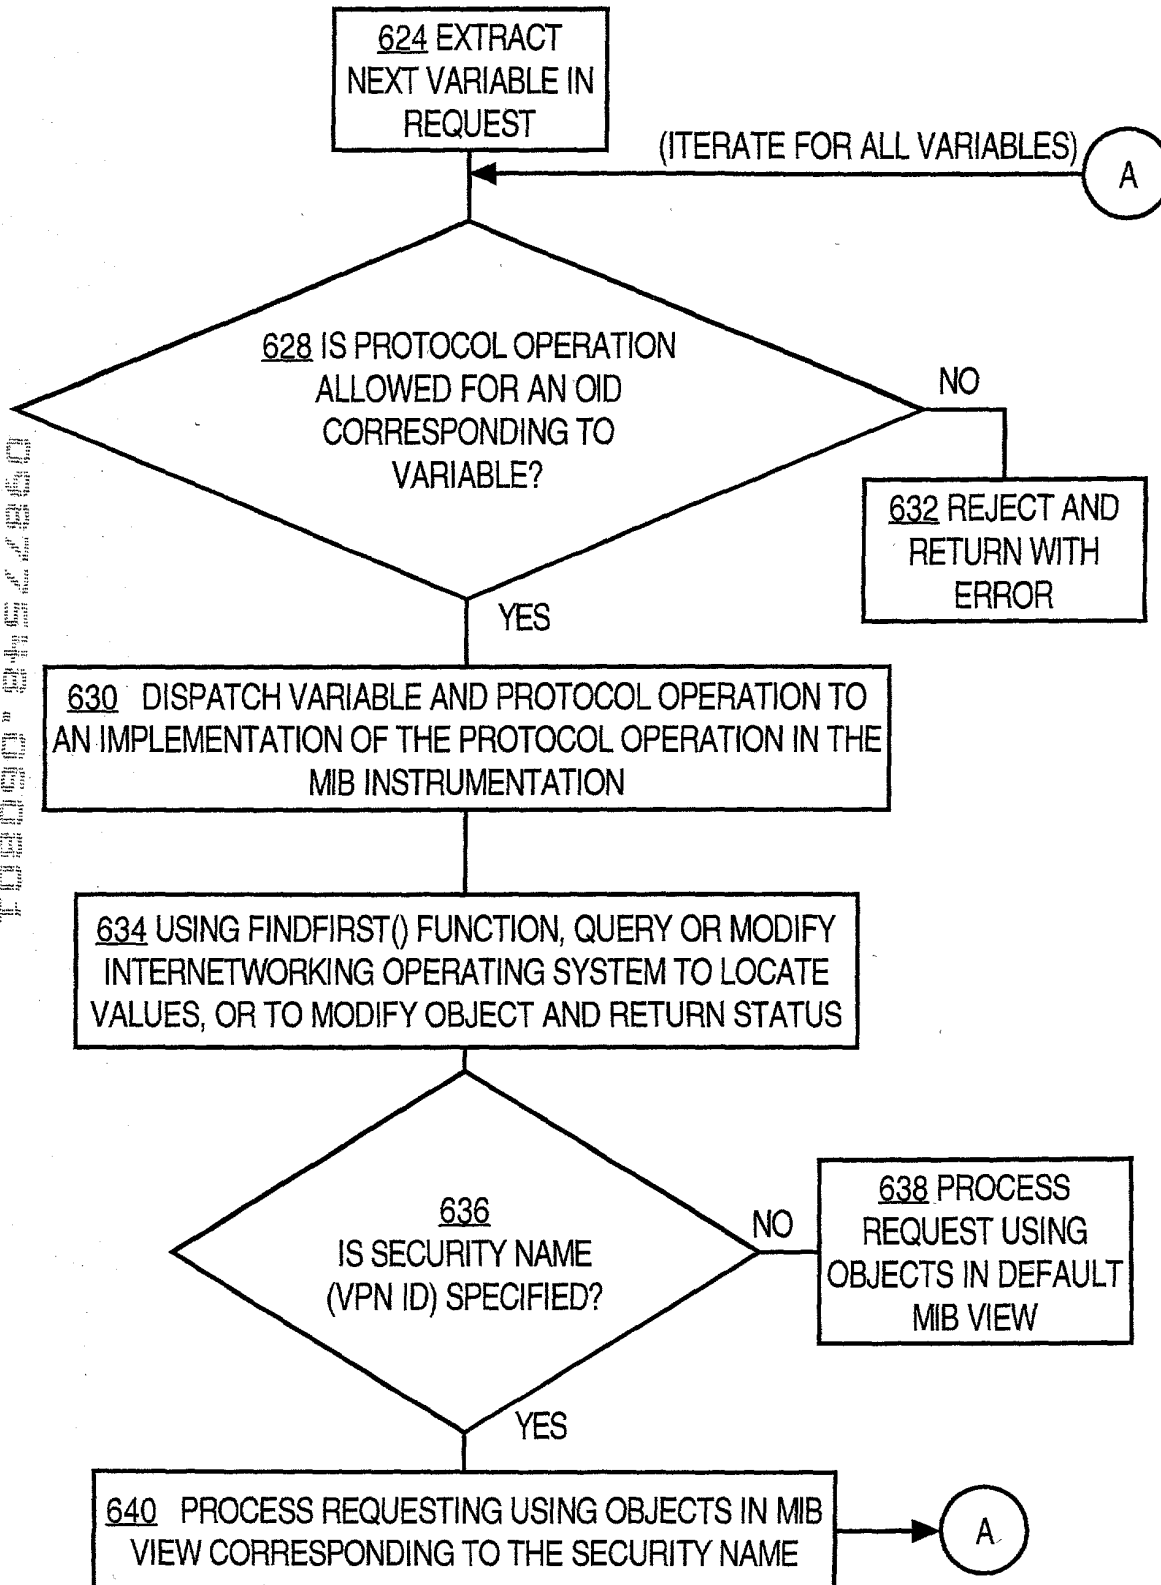 624 EXTRACT
NEXT VARIABLE IN
REQUEST
(ITERATE FOR ALL VARIABLES)
A
628 IS PROTOCOL OPERATION
ALLOWED FOR AN OID
CORRESPONDING TO
VARIABLE?
NO
632 REJECT AND
RETURN WITH
ERROR
YES
630 DISPATCH VARIABLE AND PROTOCOL OPERATION TO
AN IMPLEMENTATION OF THE PROTOCOL OPERATION IN THE
MIB INSTRUMENTATION
634 USING FINDFIRST() FUNCTION, QUERY OR MODIFY
INTERNETWORKING OPERATING SYSTEM TO LOCATE
VALUES, OR TO MODIFY OBJECT AND RETURN STATUS
636
IS SECURITY NAME
(VPN ID) SPECIFIED?
NO
638 PROCESS
REQUEST USING
OBJECTS IN DEFAULT
MIB VIEW
YES
640 PROCESS REQUESTING USING OBJECTS IN MIB
VIEW CORRESPONDING TO THE SECURITY NAME
A